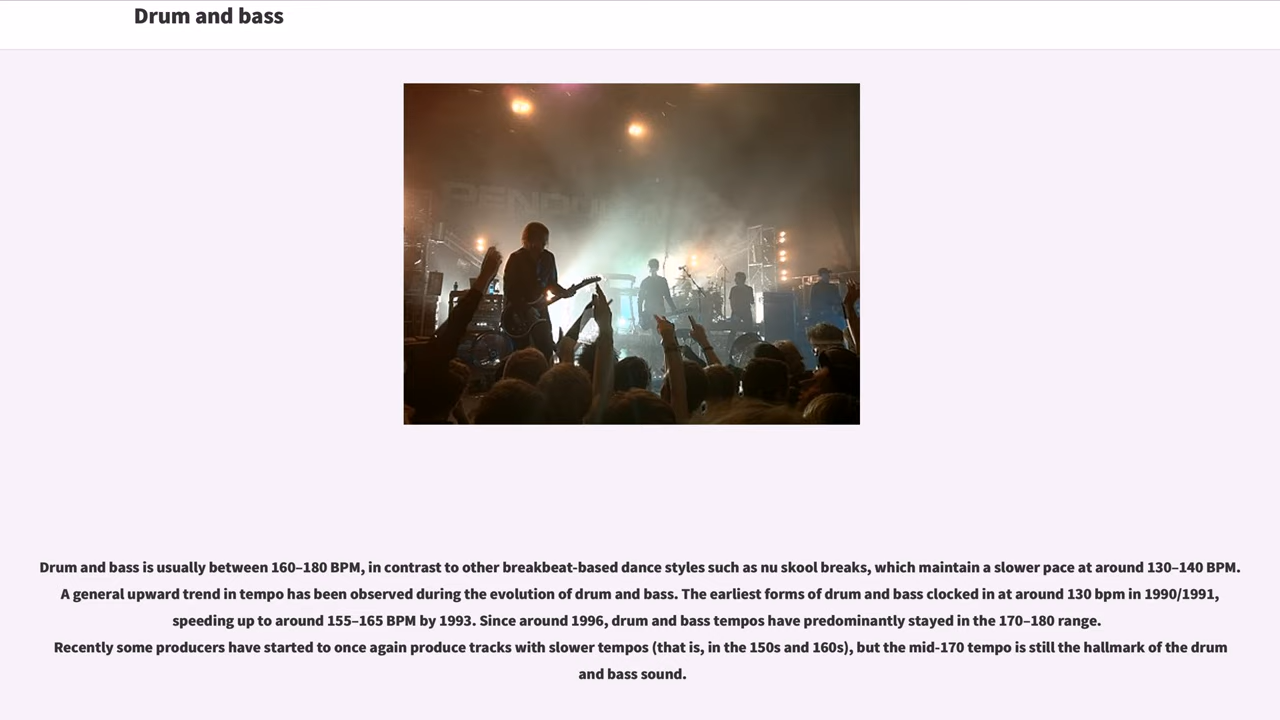 Drum and bass
Drum and bass is usually between 160–180 BPM, in contrast to other breakbeat-based dance styles such as nu skool breaks, which maintain a slower pace at around 130–140 BPM.
A general upward trend in tempo has been observed during the evolution of drum and bass. The earliest forms of drum and bass clocked in at around 130 bpm in 1990/1991,
speeding up to around 155–165 BPM by 1993. Since around 1996, drum and bass tempos have predominantly stayed in the 170–180 range.
Recently some producers have started to once again produce tracks with slower tempos (that is, in the 150s and 160s), but the mid-170 tempo is still the hallmark of the drum
and bass sound.